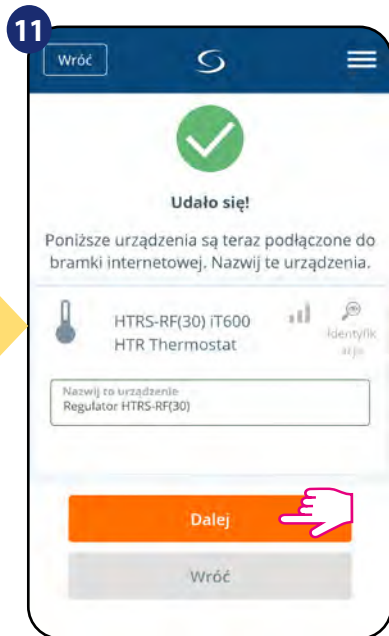 11
Wróć
Udało się!
Poniższe urządzenia są teraz podłączone do
bramki internetowej. Nazwij te urządzenia.
HTRS-RF(30) iT600
HTR Thermostat
Identyfik
acja
Nazwij to urządzenie
Regulator HTRS-RF(30)
Dalej
Wróć